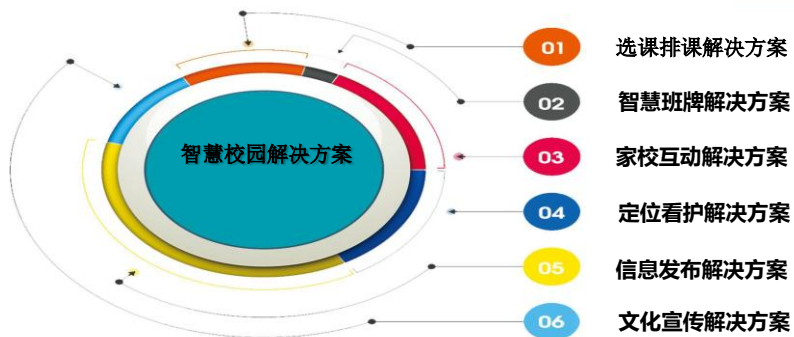 智慧校园解决方案
01 选课排课解决方案
02 智慧班牌解决方案
03 家校互动解决方案
04 定位看护解决方案
05 信息发布解决方案
06 文化宣传解决方案